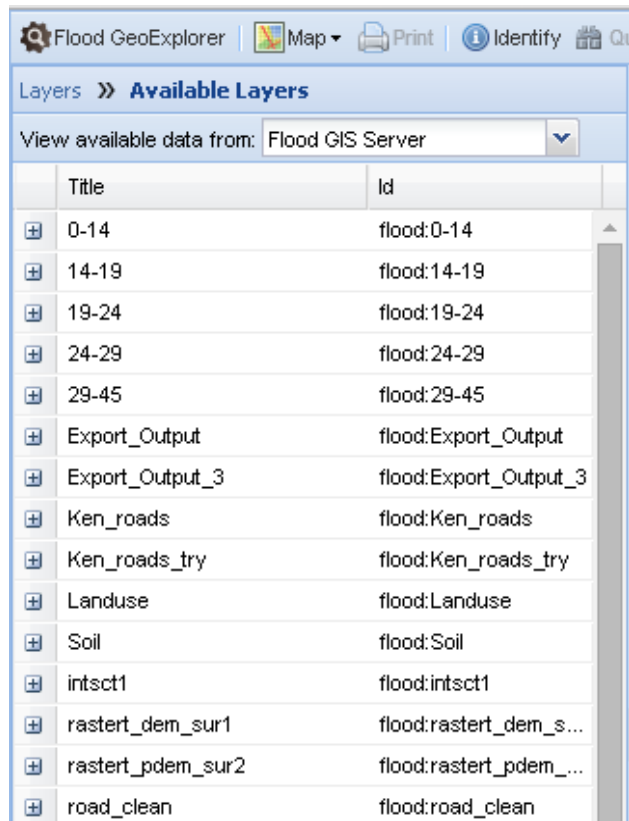 Flood GeoExplorer Map Print Identify Qu
Layers » Available Layers
View available data from: Flood GIS Server
Title Id
0-14 flood:0-14
14-19 flood:14-19
19-24 flood:19-24
24-29 flood:24-29
29-45 flood:29-45
Export_Output flood:Export_Output
Export_Output_3 flood:Export_Output_3
Ken_roads flood:Ken_roads
Ken_roads_try flood:Ken_roads_try
Landuse flood:Landuse
Soil flood:Soil
intsct1 flood:intsct1
rastert_dem_sur1 flood:rastert_dem_s...
rastert_pdem_sur2 flood:rastert_pdem_...
road_clean flood:road_clean